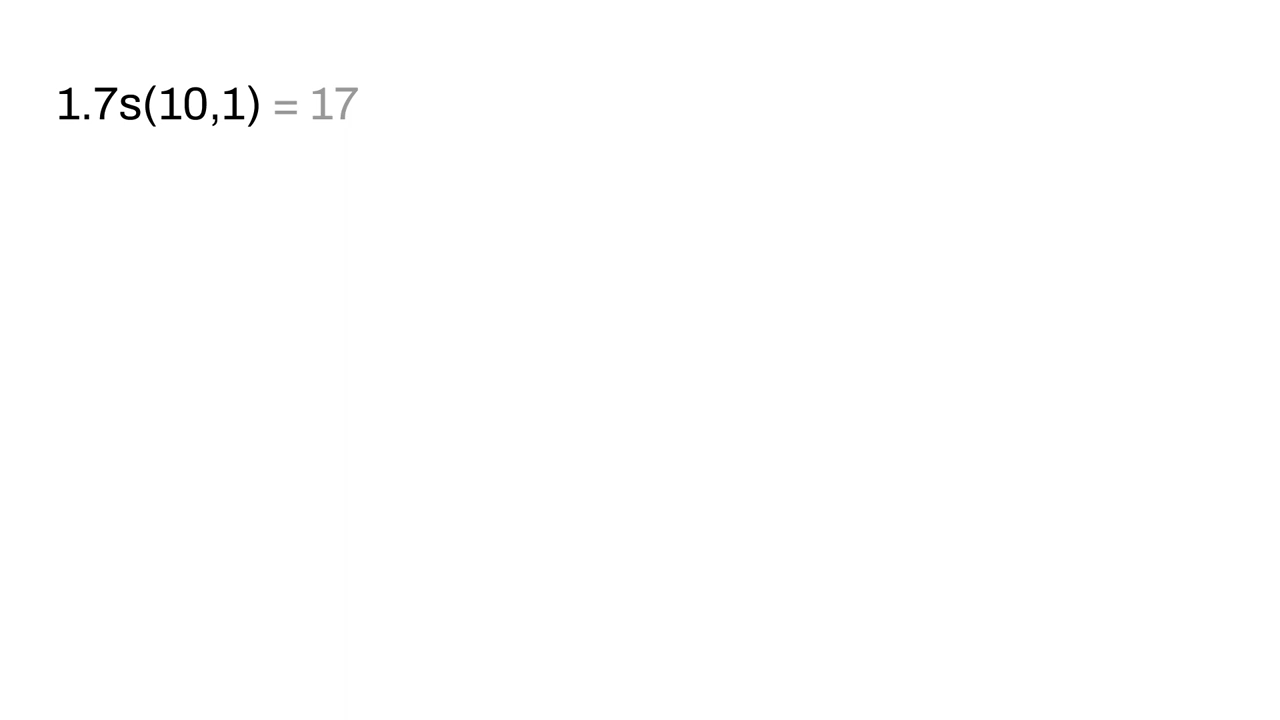 1.7s(10,1) = 17